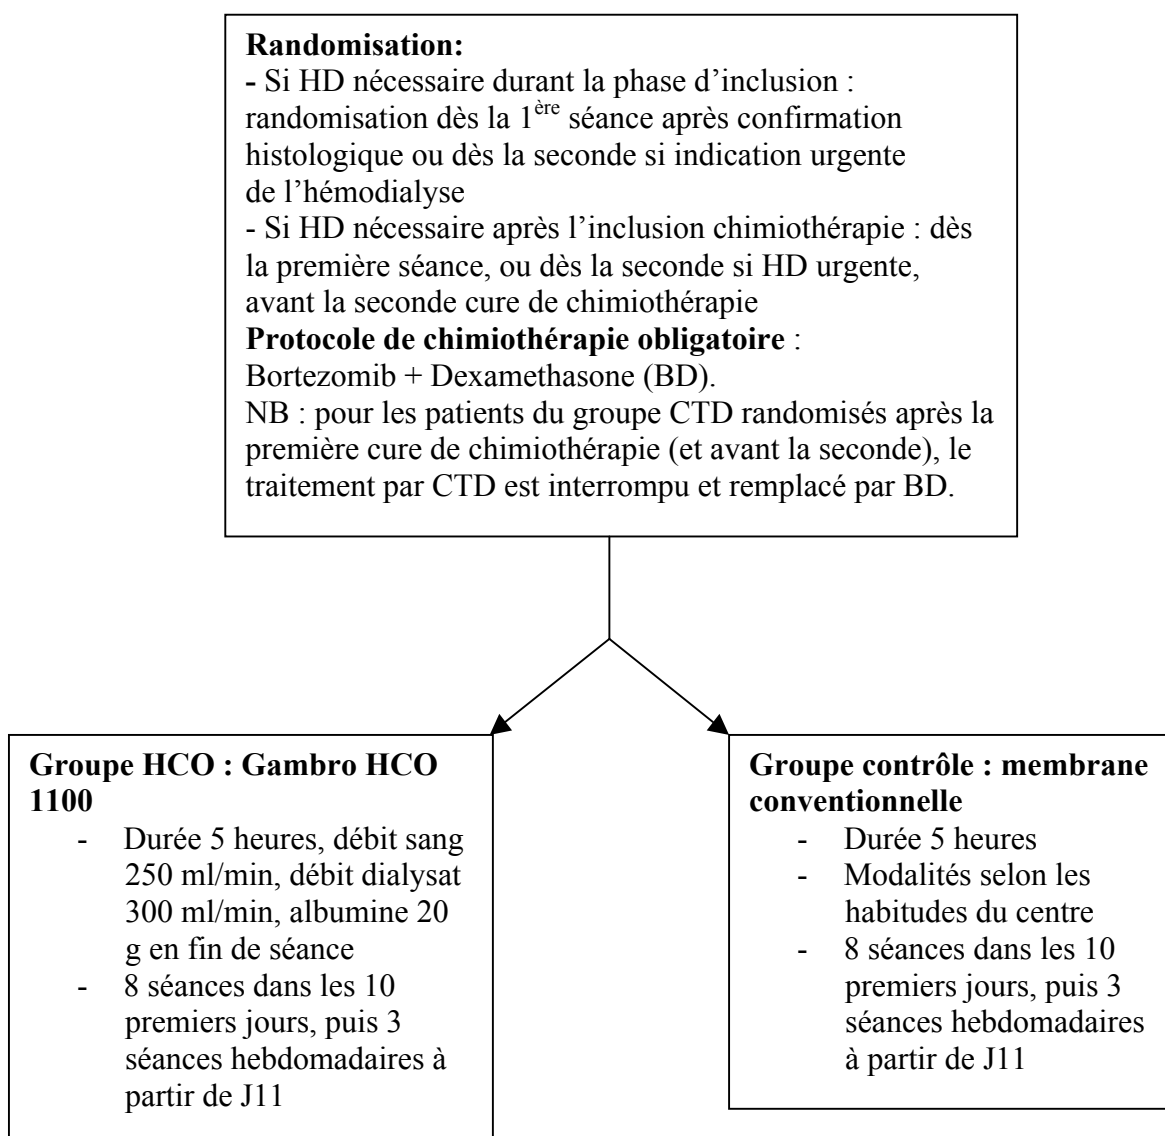 Randomisation:
- Si HD nécessaire durant la phase d’inclusion :
randomisation dès la 1ère séance après confirmation
histologique ou dès la seconde si indication urgente
de l’hémodialyse
- Si HD nécessaire après l’inclusion chimiothérapie : dès
la première séance, ou dès la seconde si HD urgente,
avant la seconde cure de chimiothérapie
Protocole de chimiothérapie obligatoire :
Bortezomib + Dexamethasone (BD).
NB : pour les patients du groupe CTD randomisés après la
première cure de chimiothérapie (et avant la seconde), le
traitement par CTD est interrompu et remplacé par BD.
Groupe HCO : Gambro HCO
1100
- Durée 5 heures, débit sang
250 ml/min, débit dialysat
300 ml/min, albumine 20
g en fin de séance
- 8 séances dans les 10
premiers jours, puis 3
séances hebdomadaires à
partir de J11
Groupe contrôle : membrane
conventionnelle
- Durée 5 heures
- Modalités selon les
habitudes du centre
- 8 séances dans les 10
premiers jours, puis 3
séances hebdomadaires
à partir de J11